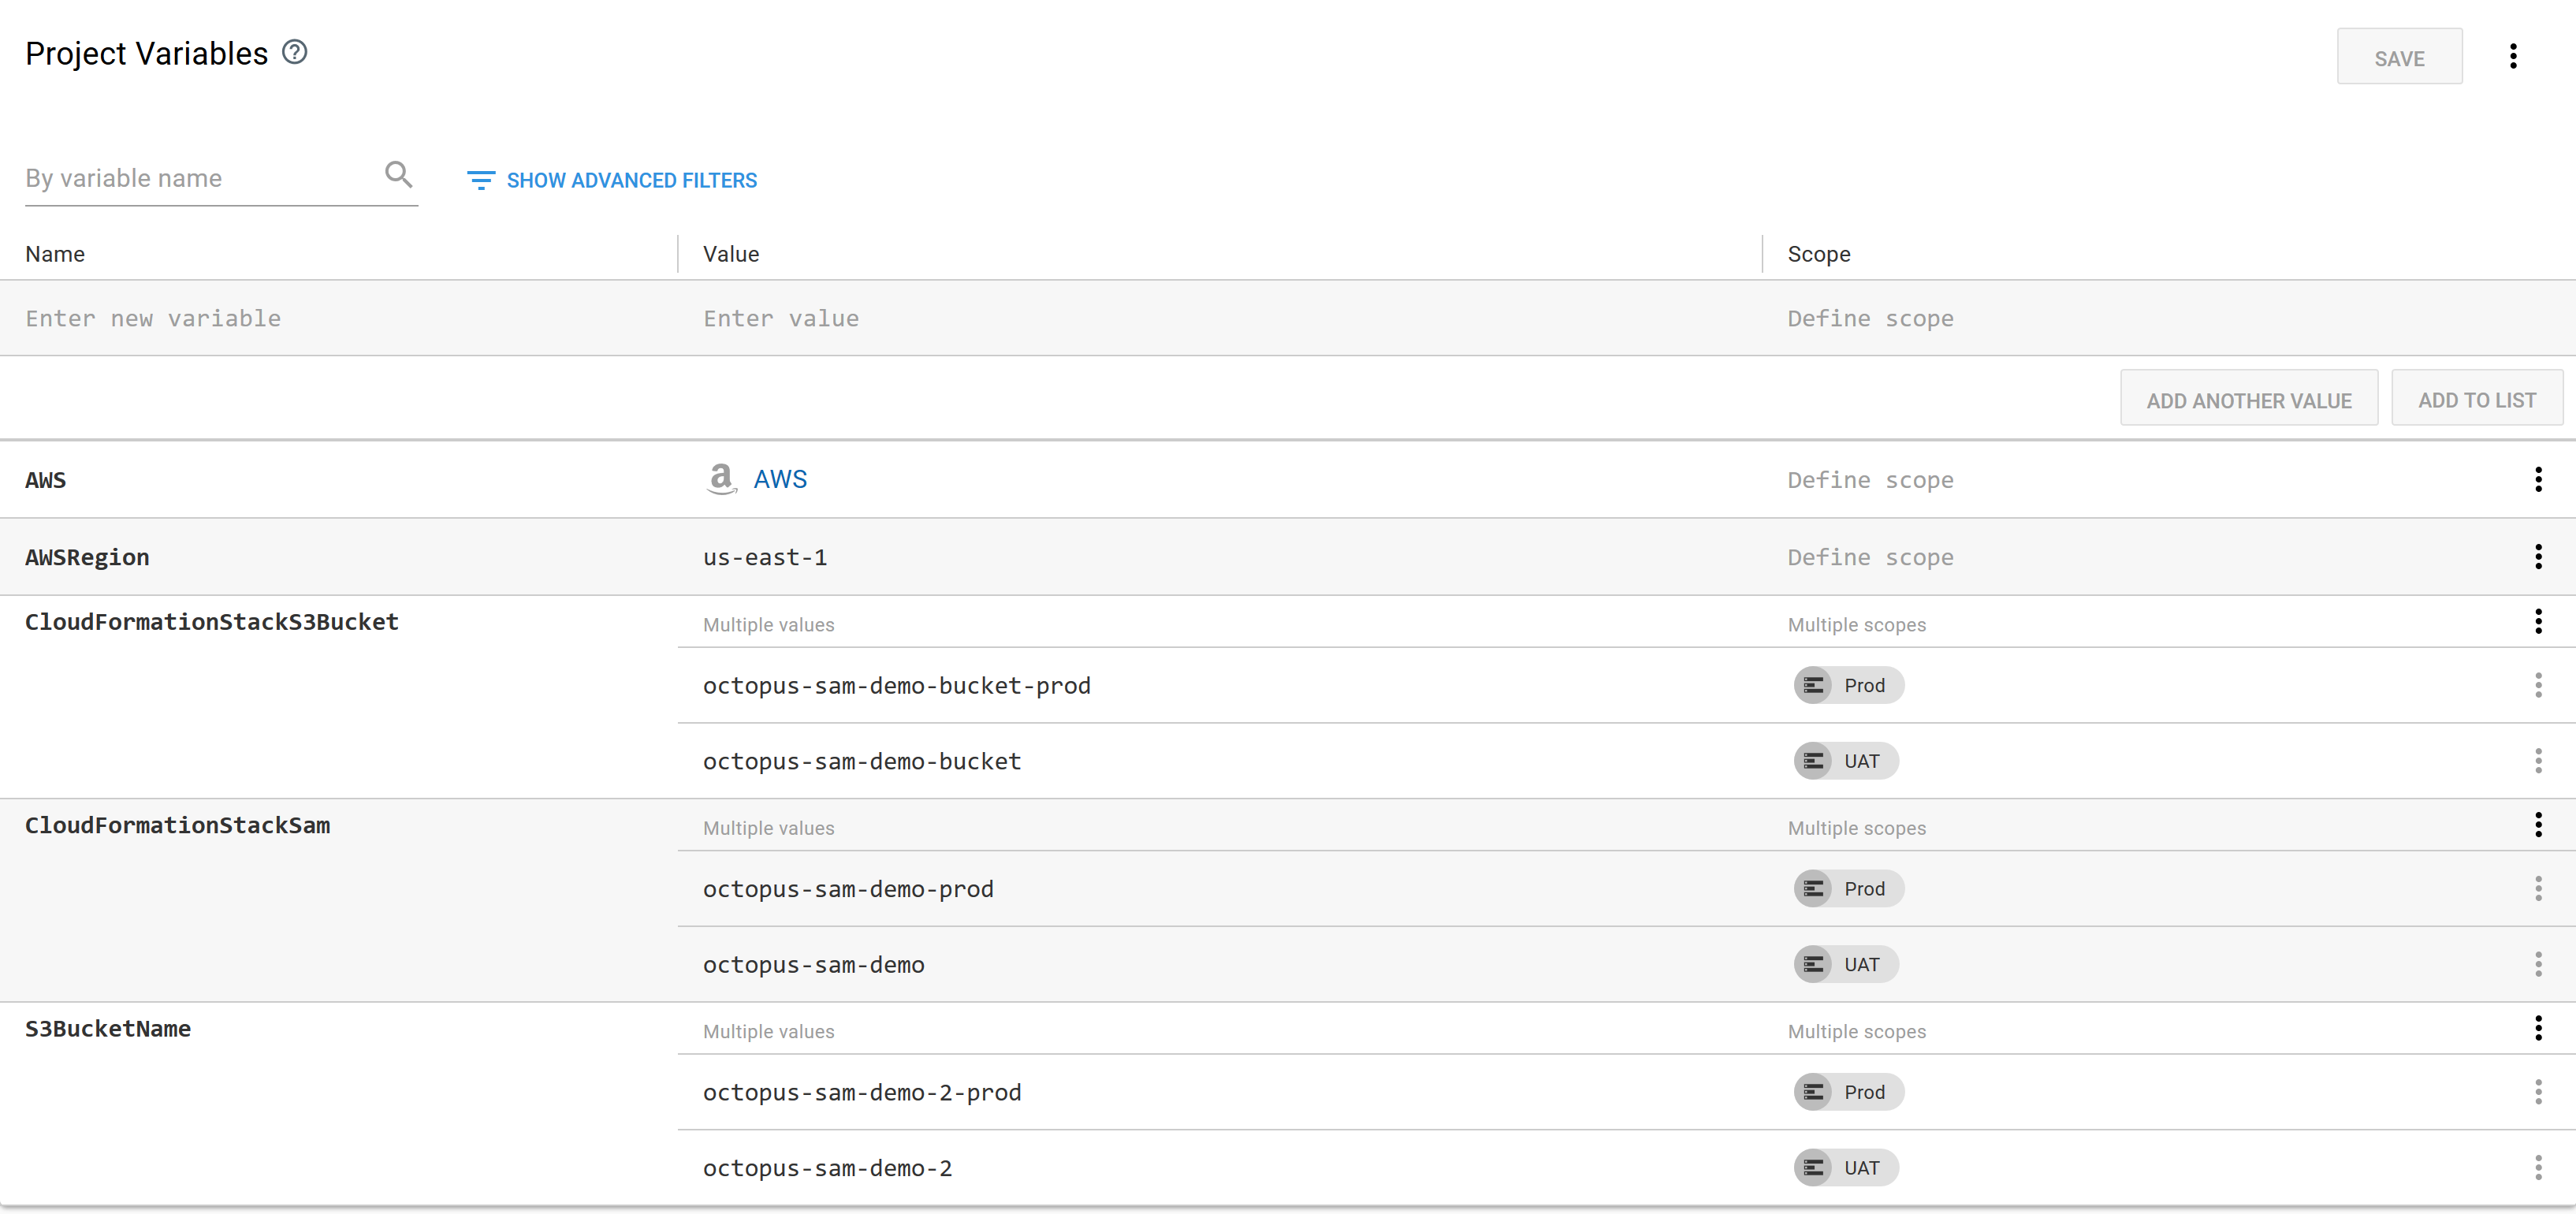 Project Variables
SAVE
By variable name
SHOW ADVANCED FILTERS
Name Value Scope
Enter new variable Enter value Define scope
ADD ANOTHER VALUE ADD TO LIST
AWS AWS Define scope
AWSRegion us-east-1 Define scope
CloudFormationStackS3Bucket Multiple values Multiple scopes
octopus-sam-demo-bucket-prod Prod
octopus-sam-demo-bucket UAT
CloudFormationStackSam Multiple values Multiple scopes
octopus-sam-demo-prod Prod
octopus-sam-demo UAT
S3BucketName Multiple values Multiple scopes
octopus-sam-demo-2-prod Prod
octopus-sam-demo-2 UAT